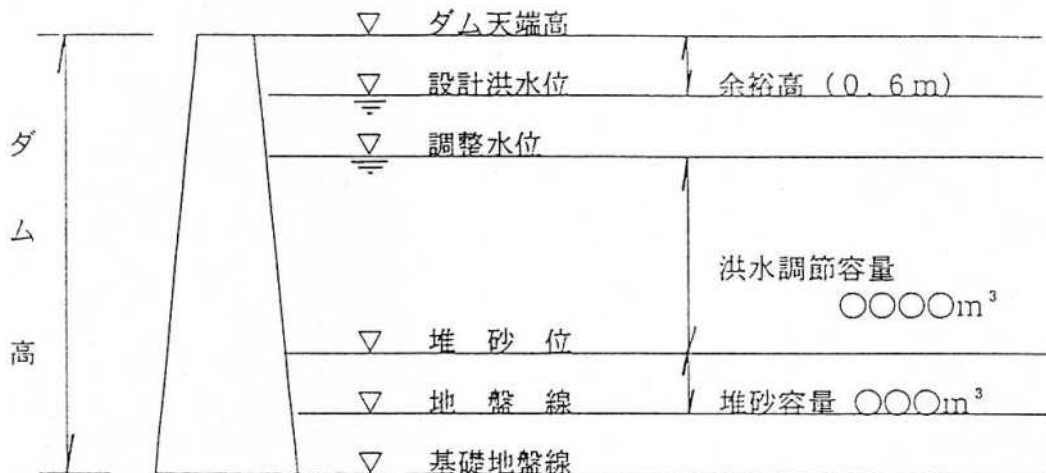 ▽ ダム天端高
▽ 設計洪水位 余裕高 (0.6m)
▽ 調整水位
ダム高
洪水調節容量
○○○○m³
▽ 堆砂位
▽ 地盤線 堆砂容量 ○○○m³
▽ 基礎地盤線